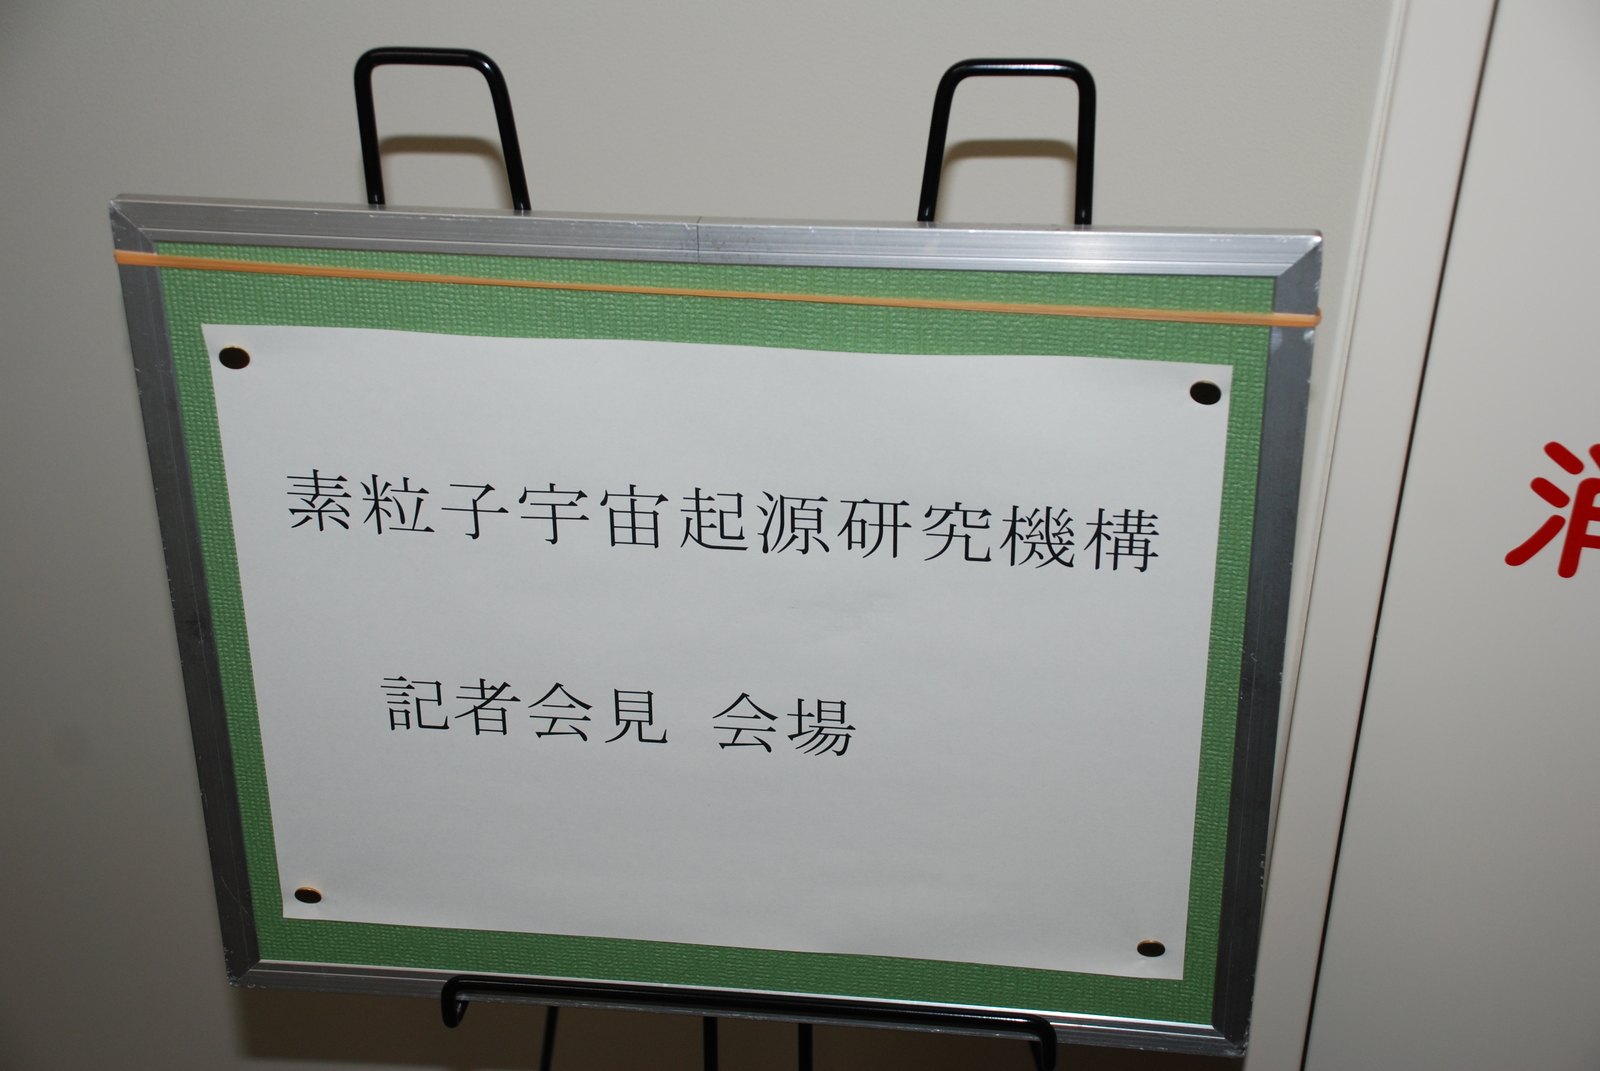 素粒子宇宙起源研究機構
記者会見 会場